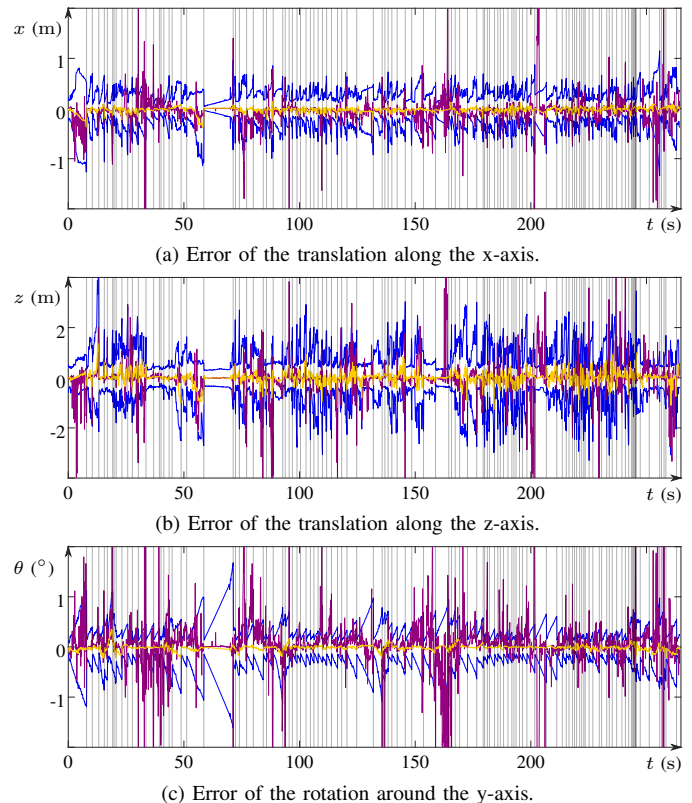 x (m)
1
0
-1
0 50 100 150 200 t (s)
(a) Error of the translation along the x-axis.
z (m)
2
0
-2
0 50 100 150 200 t (s)
(b) Error of the translation along the z-axis.
θ (°)
1
0
-1
0 50 100 150 200 t (s)
(c) Error of the rotation around the y-axis.